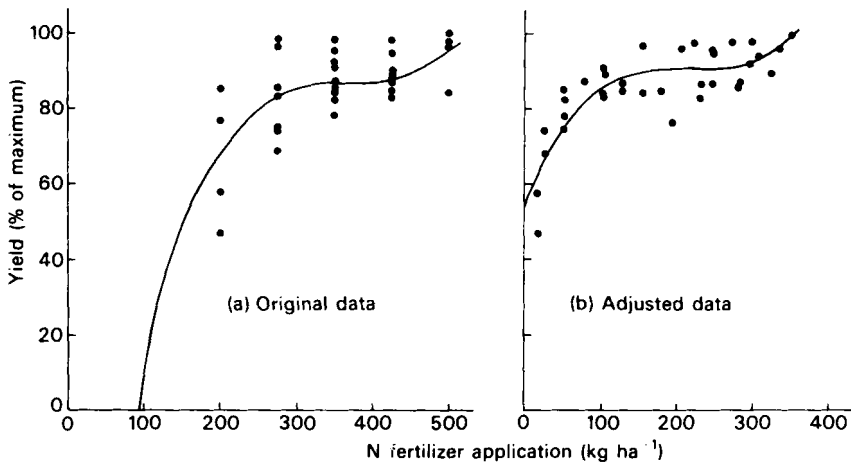 100
80
60
40
20
0
Yield (% of maximum)
(a) Original data
0 100 200 300 400 500
(b) Adjusted data
0 100 200 300 400
N fertilizer application (kg ha⁻¹)